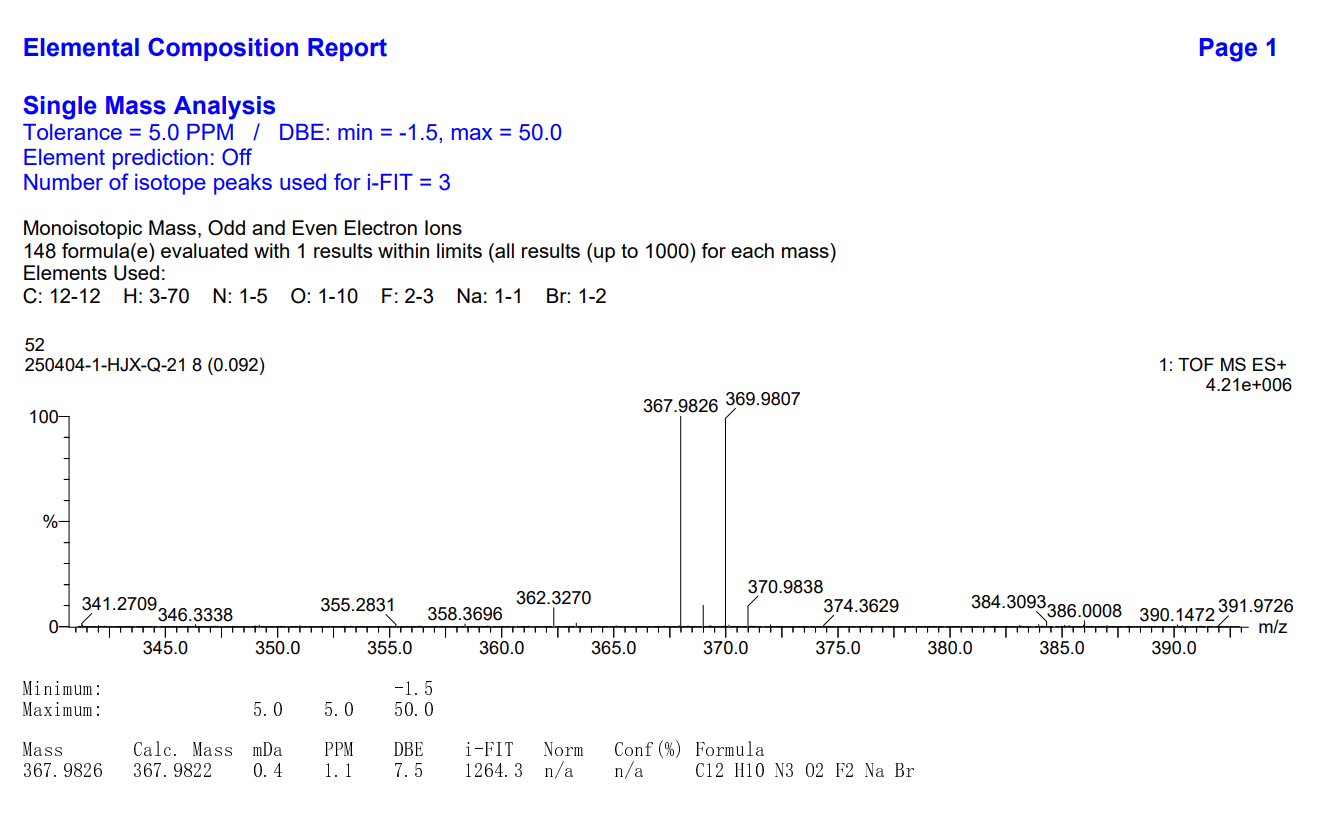 Elemental Composition Report Page 1
Single Mass Analysis
Tolerance = 5.0 PPM / DBE: min = -1.5, max = 50.0
Element prediction: Off
Number of isotope peaks used for i-FIT = 3
Monoisotopic Mass, Odd and Even Electron Ions
148 formula(e) evaluated with 1 results within limits (all results (up to 1000) for each mass)
Elements Used:
C: 12-12 H: 3-70 N: 1-5 O: 1-10 F: 2-3 Na: 1-1 Br: 1-2
52
250404-1-HJX-Q-21 8 (0.092) 1: TOF MS ES+
4.21e+006
100 367.9826 369.9807
%
341.2709 346.3338 355.2831 358.3696 362.3270 370.9838 374.3629 384.3093 386.0008 390.1472 391.9726
0 m/z
345.0 350.0 355.0 360.0 365.0 370.0 375.0 380.0 385.0 390.0
Minimum: -1.5
Maximum: 5.0 5.0 50.0
Mass Calc. Mass mDa PPM DBE i-FIT Norm Conf(%) Formula
367.9826 367.9822 0.4 1.1 7.5 1264.3 n/a n/a C12 H10 N3 O2 F2 Na Br